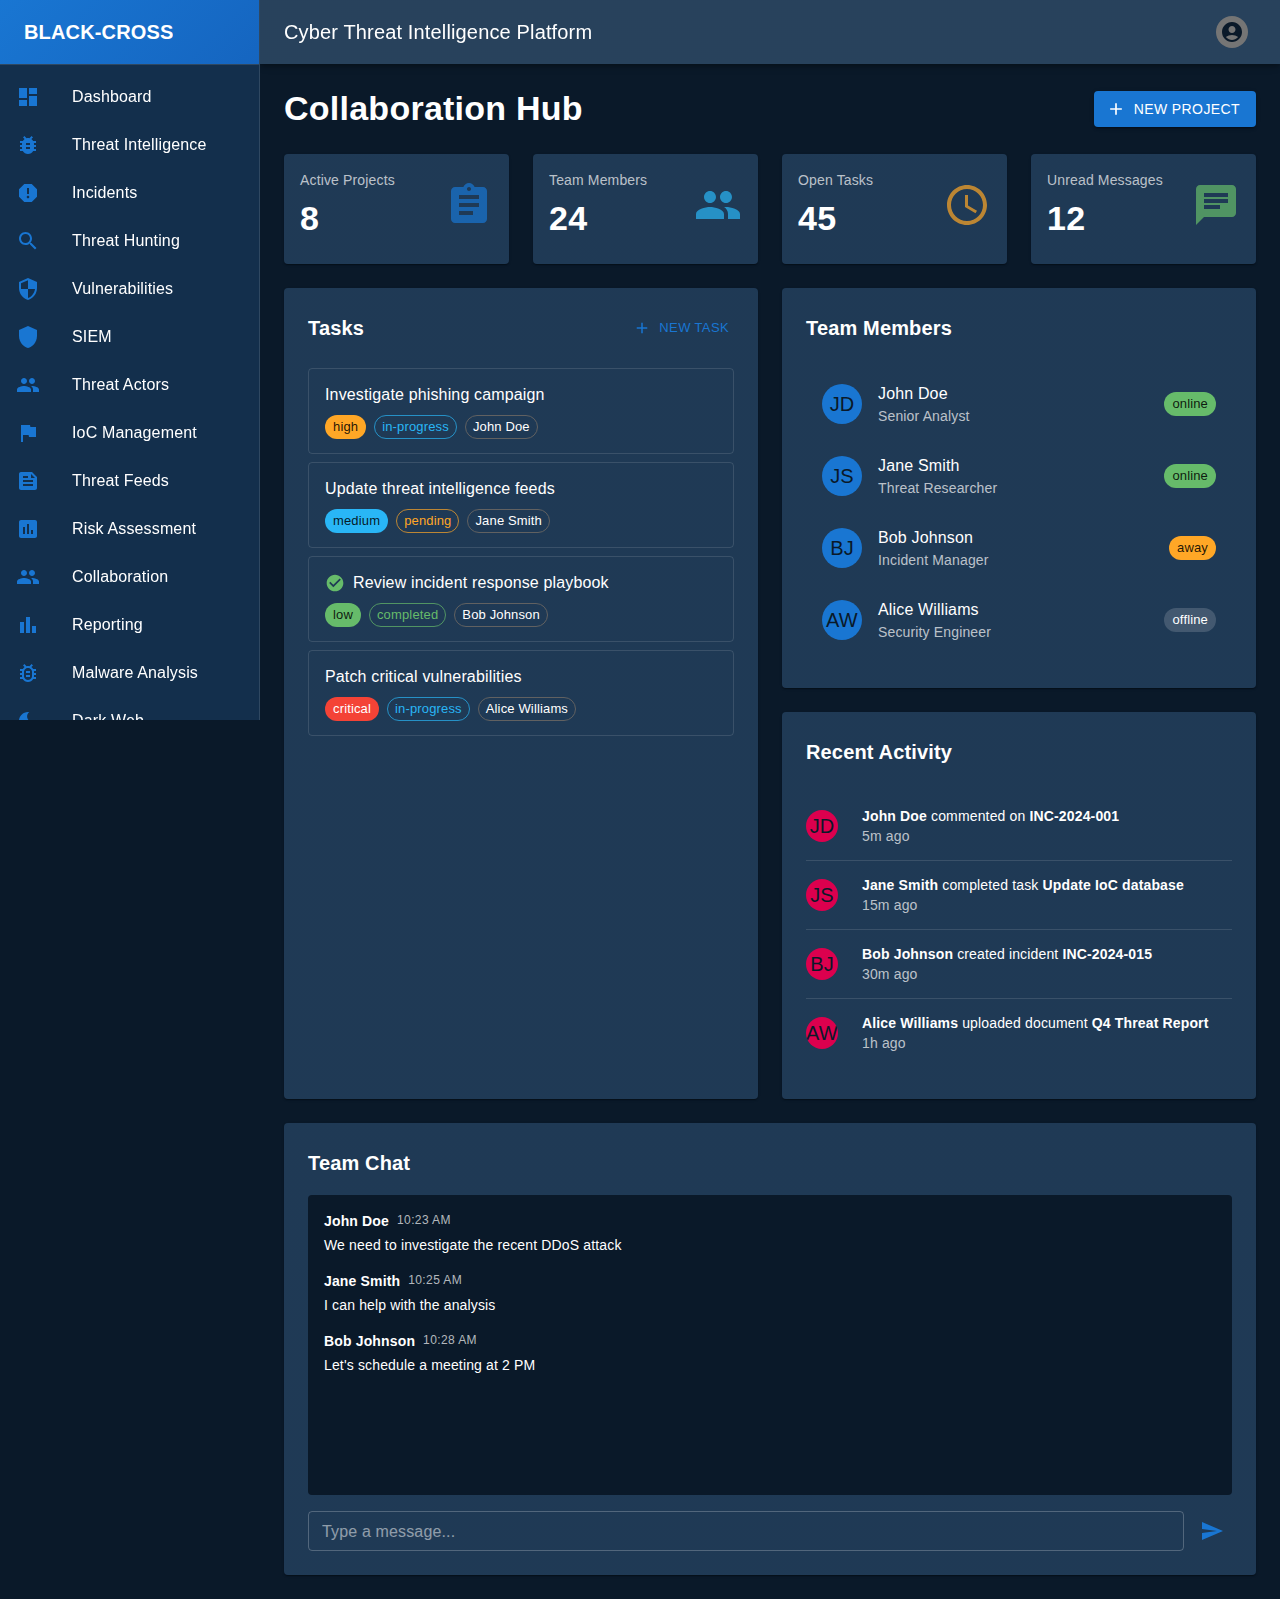 BLACK-CROSS
Cyber Threat Intelligence Platform
Dashboard
Threat Intelligence
Incidents
Threat Hunting
Vulnerabilities
SIEM
Threat Actors
IoC Management
Threat Feeds
Risk Assessment
Collaboration
Reporting
Malware Analysis
Dark Web
Collaboration Hub
NEW PROJECT
Active Projects
8
Team Members
24
Open Tasks
45
Unread Messages
12
Tasks
NEW TASK
Investigate phishing campaign
high in-progress John Doe
Update threat intelligence feeds
medium pending Jane Smith
Review incident response playbook
low completed Bob Johnson
Patch critical vulnerabilities
critical in-progress Alice Williams
Team Members
JD John Doe
Senior Analyst
online
JS Jane Smith
Threat Researcher
online
BJ Bob Johnson
Incident Manager
away
AW Alice Williams
Security Engineer
offline
Recent Activity
JD John Doe commented on INC-2024-001
5m ago
JS Jane Smith completed task Update IoC database
15m ago
BJ Bob Johnson created incident INC-2024-015
30m ago
AW Alice Williams uploaded document Q4 Threat Report
1h ago
Team Chat
John Doe 10:23 AM
We need to investigate the recent DDoS attack
Jane Smith 10:25 AM
I can help with the analysis
Bob Johnson 10:28 AM
Let's schedule a meeting at 2 PM
Type a message...